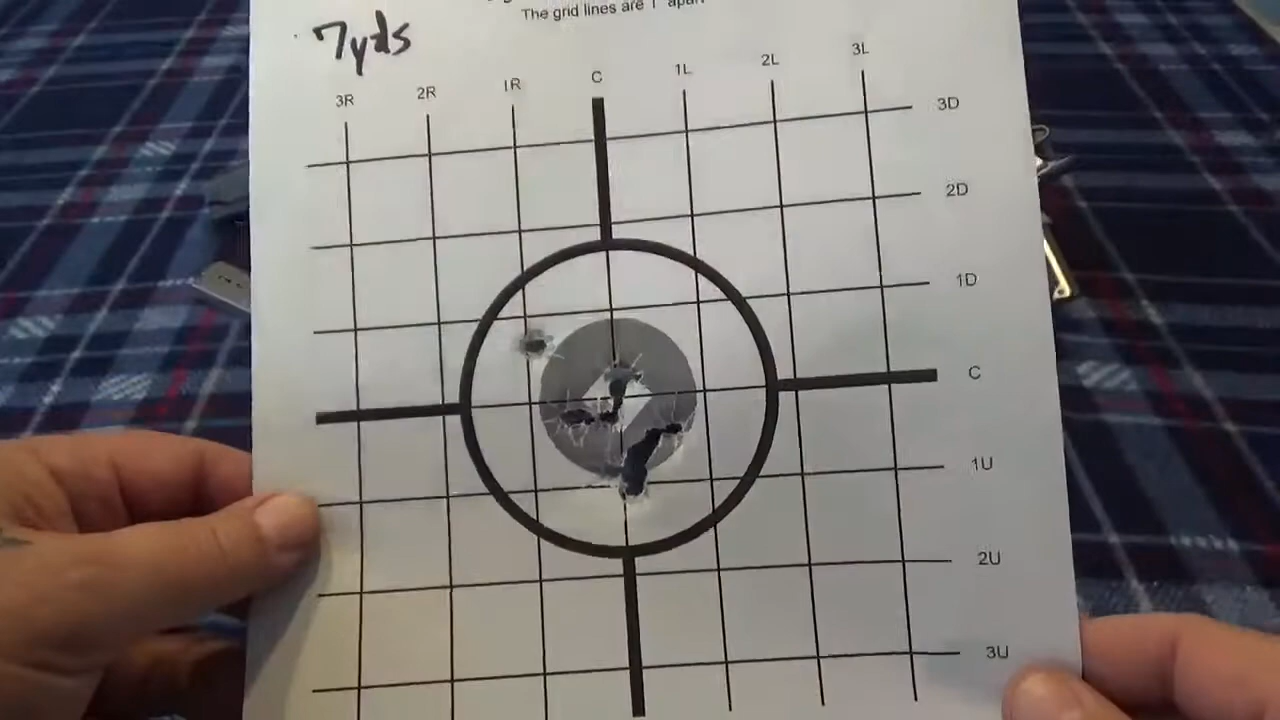 The grid lines are 1" apart
7yds
3R 2R 1R C 1L 2L 3L
3D
2D
1D
C
1U
2U
3U